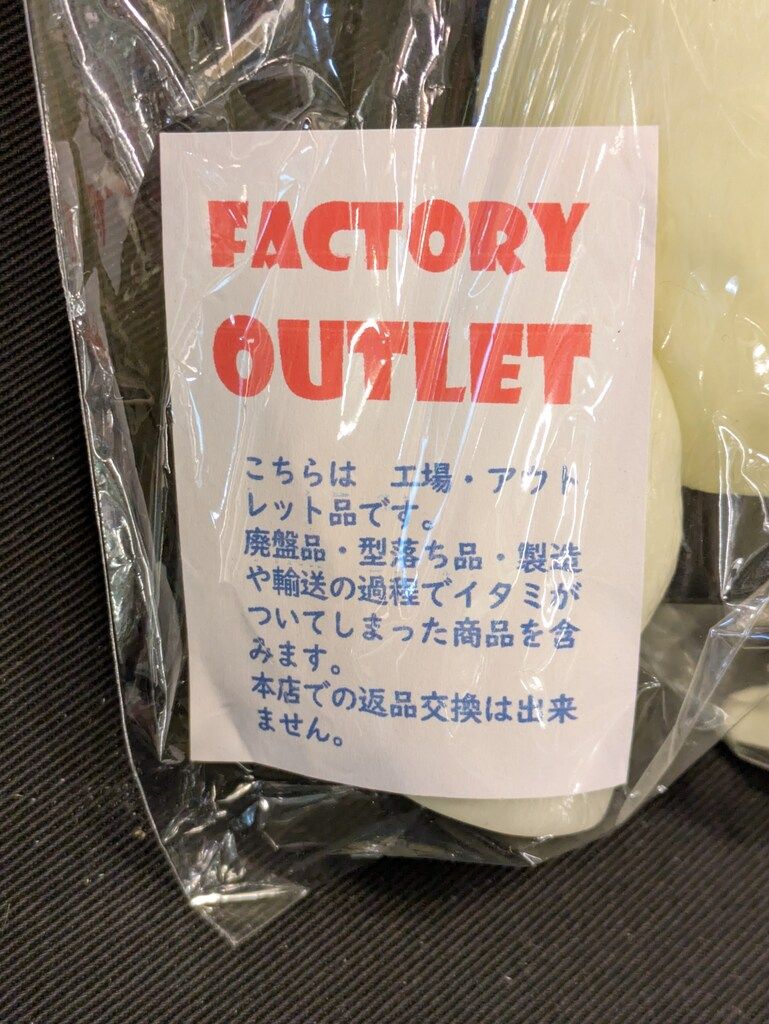 FACTORY
OUTLET
こちらは 工場・アウト
レット品です。
廃盤品・型落ち品・製造
や輸送の過程でイタミが
ついてしまった商品を含
みます。
本店での返品交換は出来
ません。